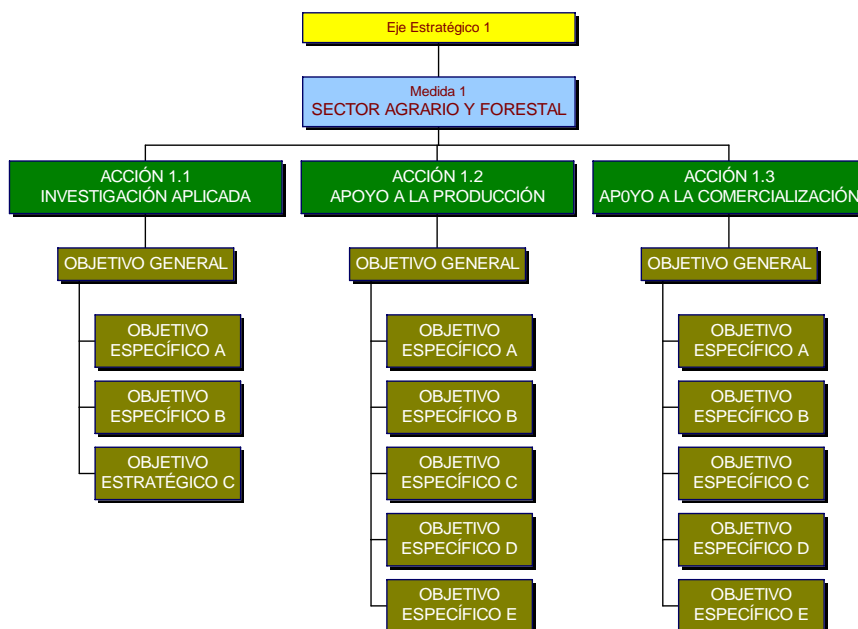 Eje Estratégico 1
Medida 1
SECTOR AGRARIO Y FORESTAL
ACCIÓN 1.1
INVESTIGACIÓN APLICADA
OBJETIVO GENERAL
OBJETIVO
ESPECÍFICO A
OBJETIVO
ESPECÍFICO B
OBJETIVO
ESTRATÉGICO C
ACCIÓN 1.2
APOYO A LA PRODUCCIÓN
OBJETIVO GENERAL
OBJETIVO
ESPECÍFICO A
OBJETIVO
ESPECÍFICO B
OBJETIVO
ESPECÍFICO C
OBJETIVO
ESPECÍFICO D
OBJETIVO
ESPECÍFICO E
ACCIÓN 1.3
AP0YO A LA COMERCIALIZACIÓN
OBJETIVO GENERAL
OBJETIVO
ESPECÍFICO A
OBJETIVO
ESPECÍFICO B
OBJETIVO
ESPECÍFICO C
OBJETIVO
ESPECÍFICO D
OBJETIVO
ESPECÍFICO E